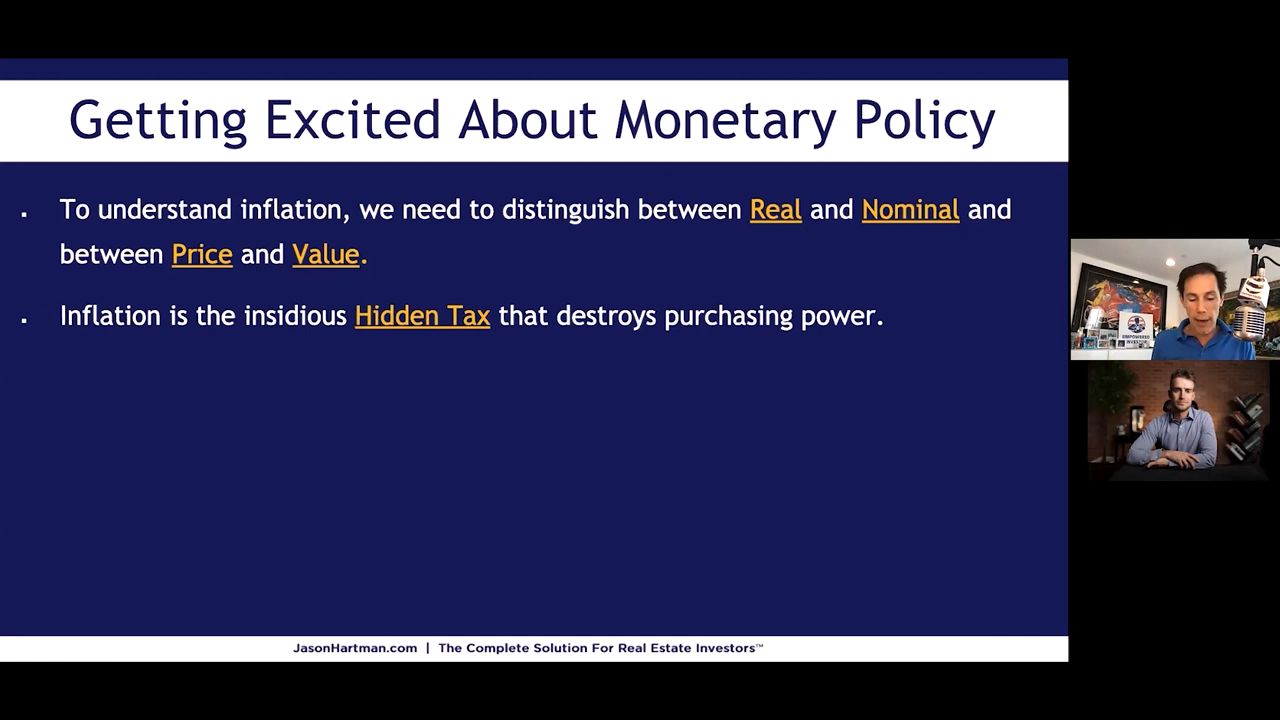 Getting Excited About Monetary Policy
▪ To understand inflation, we need to distinguish between Real and Nominal and
between Price and Value.
▪ Inflation is the insidious Hidden Tax that destroys purchasing power.
EMPOWERED
INVESTOR
JasonHartman.com | The Complete Solution For Real Estate Investors™